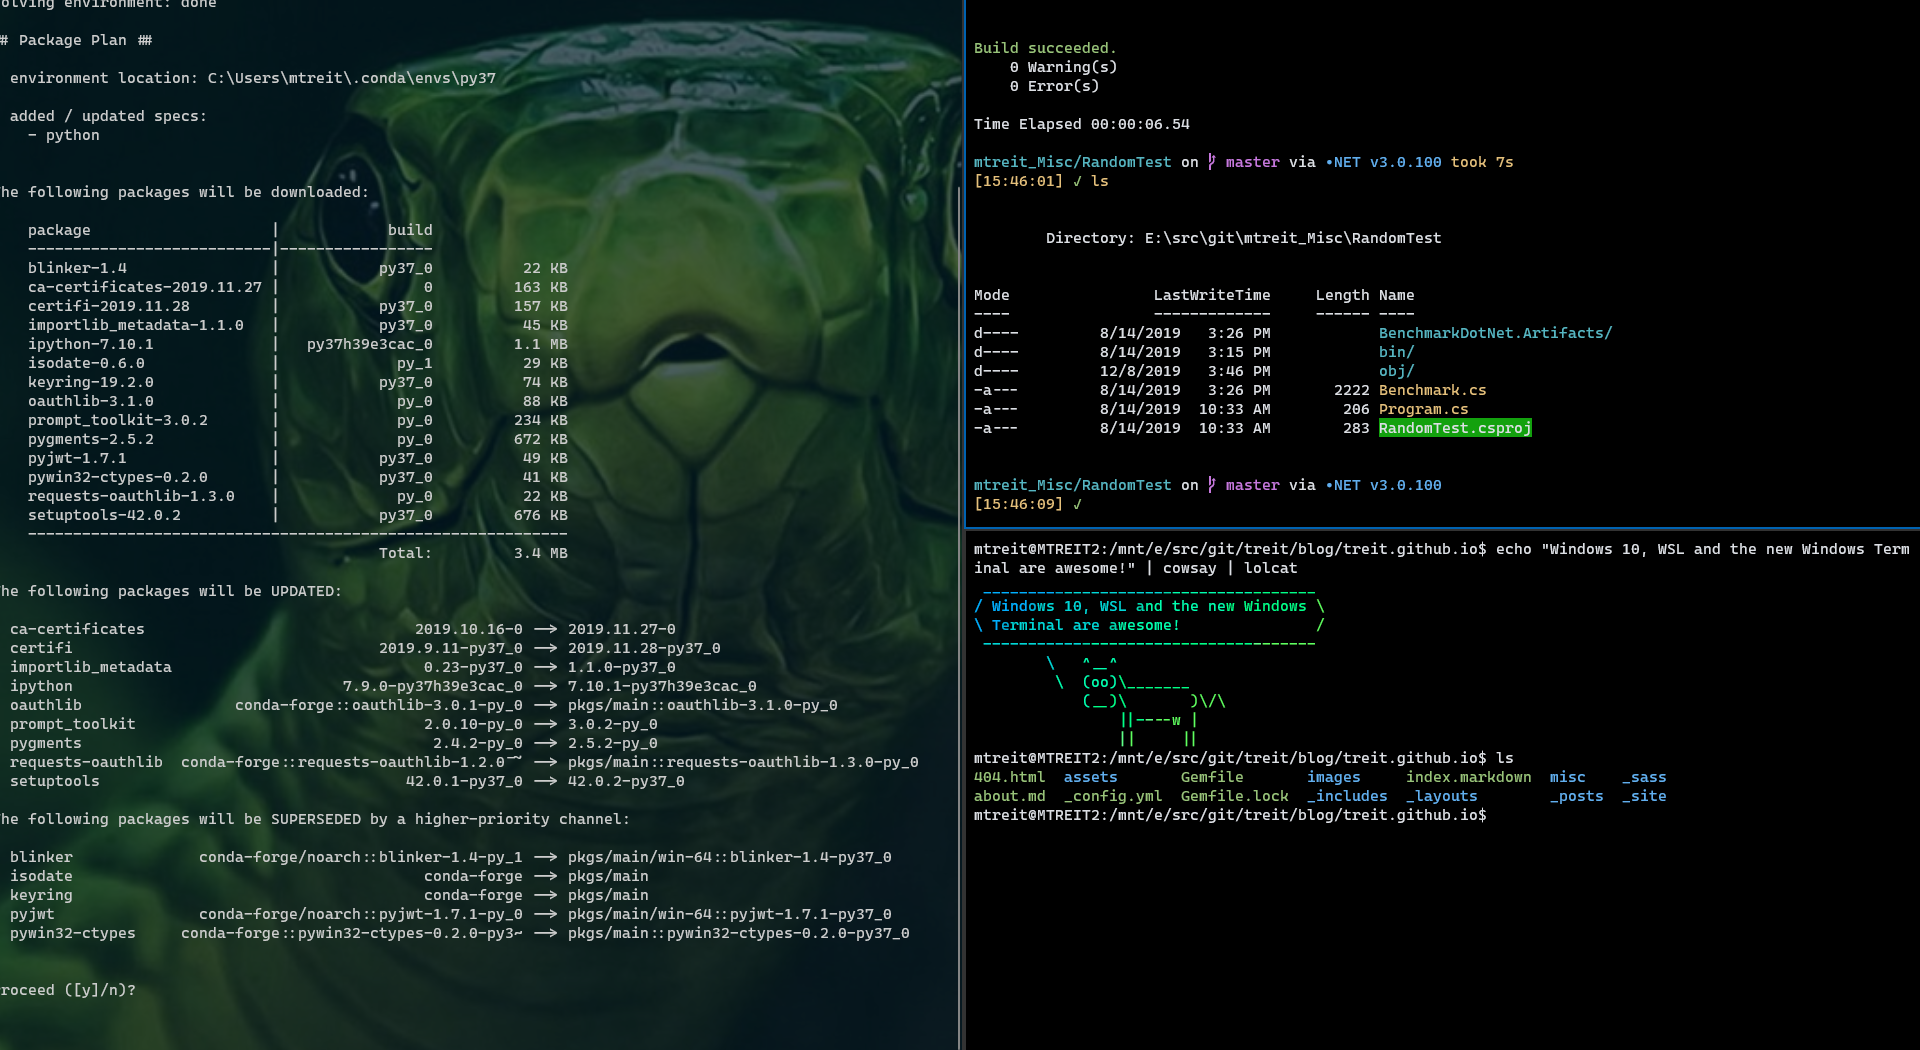 olving environment: done
# Package Plan ##
environment location: C:\Users\mtreit\.conda\envs\py37
added / updated specs:
- python
he following packages will be downloaded:
package | build
---------------------------|-----------------
blinker-1.4 | py37_0 22 KB
ca-certificates-2019.11.27 | 0 163 KB
certifi-2019.11.28 | py37_0 157 KB
importlib_metadata-1.1.0 | py37_0 45 KB
ipython-7.10.1 | py37h39e3cac_0 1.1 MB
isodate-0.6.0 | py_1 29 KB
keyring-19.2.0 | py37_0 74 KB
oauthlib-3.1.0 | py_0 88 KB
prompt_toolkit-3.0.2 | py_0 234 KB
pygments-2.5.2 | py_0 672 KB
pyjwt-1.7.1 | py37_0 49 KB
pywin32-ctypes-0.2.0 | py37_0 41 KB
requests-oauthlib-1.3.0 | py_0 22 KB
setuptools-42.0.2 | py37_0 676 KB
------------------------------------------------------------
Total: 3.4 MB
he following packages will be UPDATED:
ca-certificates 2019.10.16-0 --> 2019.11.27-0
certifi 2019.9.11-py37_0 --> 2019.11.28-py37_0
importlib_metadata 0.23-py37_0 --> 1.1.0-py37_0
ipython 7.9.0-py37h39e3cac_0 --> 7.10.1-py37h39e3cac_0
oauthlib conda-forge::oauthlib-3.0.1-py_0 --> pkgs/main::oauthlib-3.1.0-py_0
prompt_toolkit 2.0.10-py_0 --> 3.0.2-py_0
pygments 2.4.2-py_0 --> 2.5.2-py_0
requests-oauthlib conda-forge::requests-oauthlib-1.2.0-~ --> pkgs/main::requests-oauthlib-1.3.0-py_0
setuptools 42.0.1-py37_0 --> 42.0.2-py37_0
he following packages will be SUPERSEDED by a higher-priority channel:
blinker conda-forge/noarch::blinker-1.4-py_1 --> pkgs/main/win-64::blinker-1.4-py37_0
isodate conda-forge --> pkgs/main
keyring conda-forge --> pkgs/main
pyjwt conda-forge/noarch::pyjwt-1.7.1-py_0 --> pkgs/main/win-64::pyjwt-1.7.1-py37_0
pywin32-ctypes conda-forge::pywin32-ctypes-0.2.0-py3~ --> pkgs/main::pywin32-ctypes-0.2.0-py37_0
roceed ([y]/n)?
Build succeeded.
0 Warning(s)
0 Error(s)
Time Elapsed 00:00:06.54
mtreit_Misc/RandomTest on master via •NET v3.0.100 took 7s
[15:46:01] √ ls
Directory: E:\src\git\mtreit_Misc\RandomTest
Mode LastWriteTime Length Name
---- ------------- ------ ----
d---- 8/14/2019 3:26 PM BenchmarkDotNet.Artifacts/
d---- 8/14/2019 3:15 PM bin/
d---- 12/8/2019 3:46 PM obj/
-a--- 8/14/2019 3:26 PM 2222 Benchmark.cs
-a--- 8/14/2019 10:33 AM 206 Program.cs
-a--- 8/14/2019 10:33 AM 283 RandomTest.csproj
mtreit_Misc/RandomTest on master via •NET v3.0.100
[15:46:09] √
mtreit@MTREIT2:/mnt/e/src/git/treit/blog/treit.github.io$ echo "Windows 10, WSL and the new Windows Term
inal are awesome!" | cowsay | lolcat
_____________________________________
/ Windows 10, WSL and the new Windows \
\ Terminal are awesome! /
-------------------------------------
\ ^__^
\ (oo)\_______
(__)\ )\/\
||----w |
|| ||
mtreit@MTREIT2:/mnt/e/src/git/treit/blog/treit.github.io$ ls
404.html assets Gemfile images index.markdown misc _sass
about.md _config.yml Gemfile.lock _includes _layouts _posts _site
mtreit@MTREIT2:/mnt/e/src/git/treit/blog/treit.github.io$